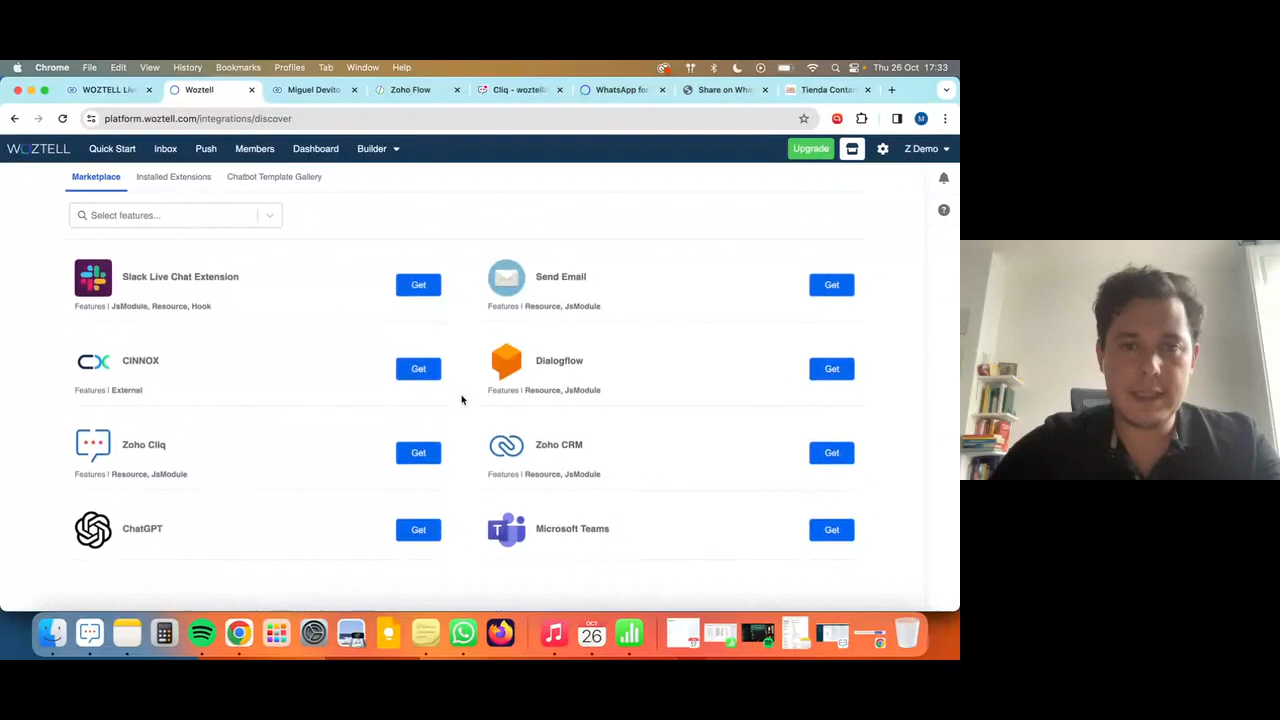 Chrome File Edit View History Bookmarks Profiles Tab Window Help Thu 26 Oct 17:33
WOZTELL Liv Woztell Miguel Devito Zoho Flow Cliq - woztell WhatsApp for Share on Wha Tienda Conta
platform.woztell.com/integrations/discover
WOZTELL Quick Start Inbox Push Members Dashboard Builder Upgrade Z Demo
Marketplace Installed Extensions Chatbot Template Gallery
Select features...
Slack Live Chat Extension
Get
Features | JsModule, Resource, Hook
Send Email
Get
Features | Resource, JsModule
CINNOX
Get
Features | External
Dialogflow
Get
Features | Resource, JsModule
Zoho Cliq
Get
Features | Resource, JsModule
Zoho CRM
Get
Features | Resource, JsModule
ChatGPT
Get
Microsoft Teams
Get
OCT
26